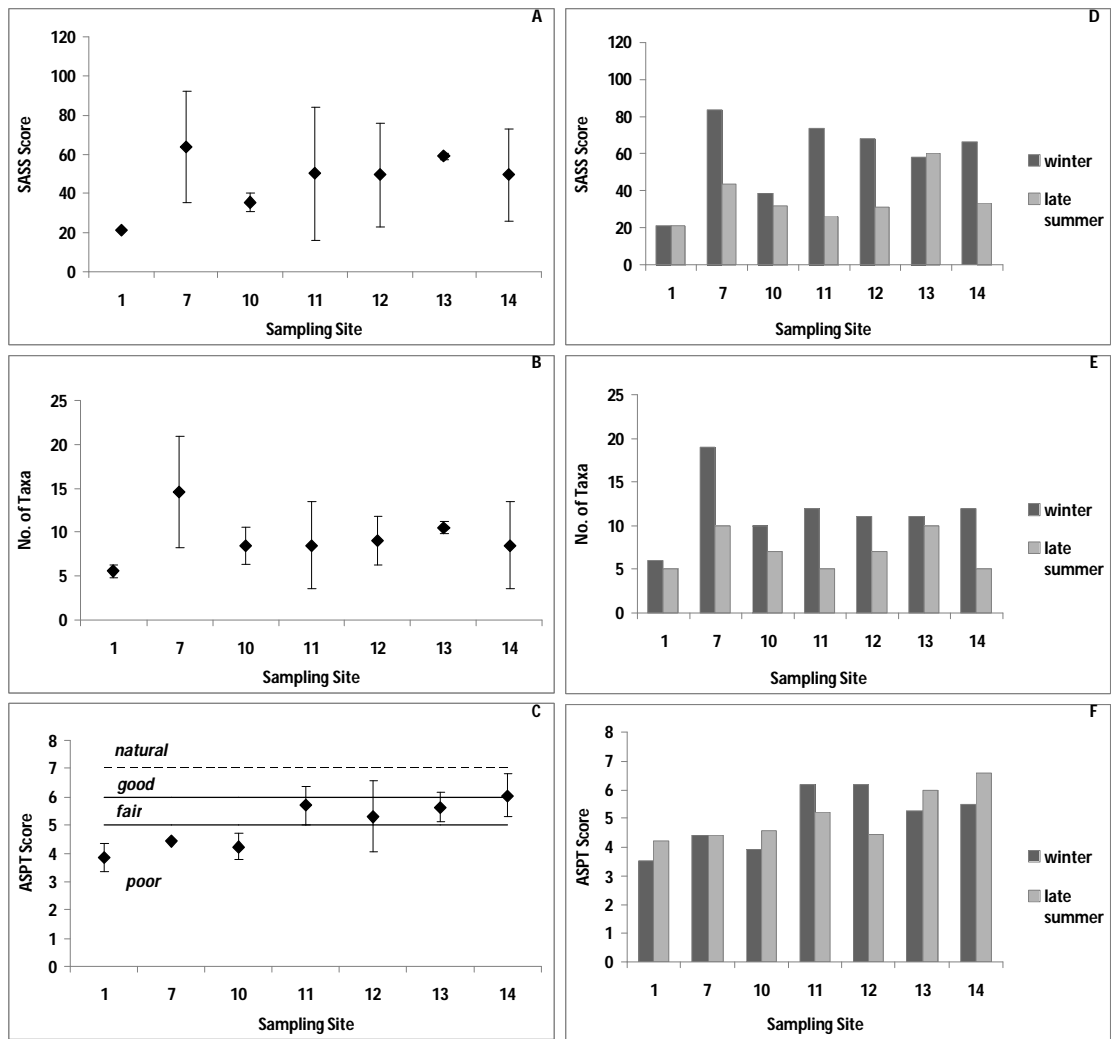 A
120
100
80
60
40
20
0
SASS Score
1 7 10 11 12 13 14
Sampling Site
D
120
100
80
60
40
20
0
SASS Score
1 7 10 11 12 13 14
Sampling Site
winter
late
summer
B
25
20
15
10
5
0
No. of Taxa
1 7 10 11 12 13 14
Sampling Site
E
25
20
15
10
5
0
No. of Taxa
1 7 10 11 12 13 14
Sampling Site
winter
late
summer
C
8
7
6
5
4
3
2
1
0
ASPT Score
natural
good
fair
poor
1 7 10 11 12 13 14
Sampling Site
F
8
7
6
5
4
3
2
1
0
ASPT Score
1 7 10 11 12 13 14
Sampling Site
winter
late
summer